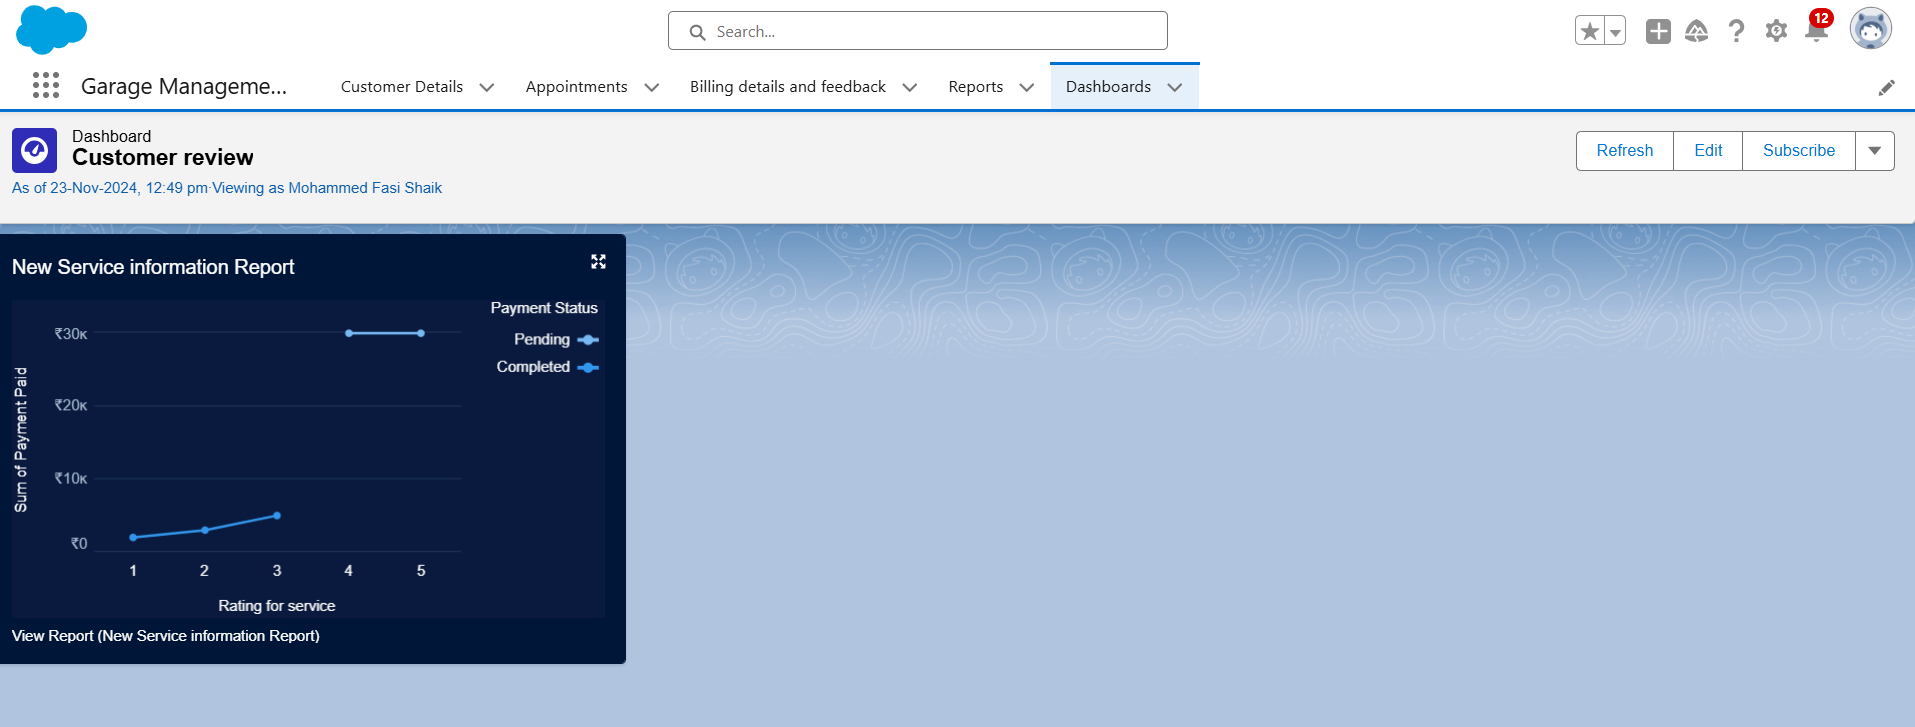 Search...
12
Garage Manageme...
Customer Details
Appointments
Billing details and feedback
Reports
Dashboards
Dashboard
Customer review
As of 23-Nov-2024, 12:49 pm·Viewing as Mohammed Fasi Shaik
Refresh
Edit
Subscribe
New Service information Report
Payment Status
Pending
Completed
Sum of Payment Paid
₹30K
₹20K
₹10K
₹0
1 2 3 4 5
Rating for service
View Report (New Service information Report)